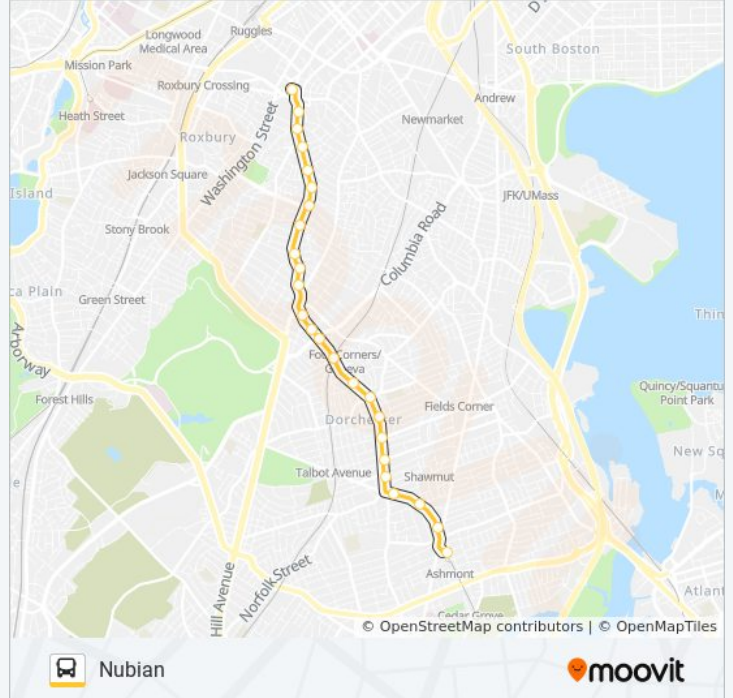 D
Longwood
Medical Area
Ruggles
South Boston
Mission Park
Roxbury Crossing
Andrew
Heath Street
Newmarket
Roxbury
Washington Street
Jackson Square
JFK/UMass
Island
Stony Brook
Columbia Road
ca Plain
Green Street
Thin
Arborway
Four Corners/
Geneva
Forest Hills
Quincy/Squantu
Point Park
Fields Corner
Dorchester
New Sq
Talbot Avenue
Shawmut
e
M
Ashmont
Norfolk Street
Hill Avenue
Atlant
Cedar Grove
© OpenStreetMap contributors | © OpenMapTiles
Nubian
moovit